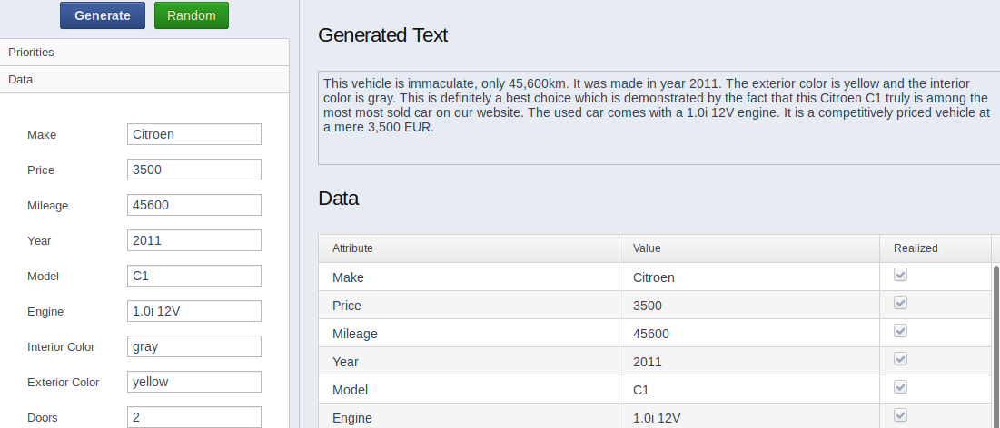 Generate
Random
Priorities
Data
Make
Citroen
Price
3500
Mileage
45600
Year
2011
Model
C1
Engine
1.0i 12V
Interior Color
gray
Exterior Color
yellow
Doors
2
Generated Text
This vehicle is immaculate, only 45,600km. It was made in year 2011. The exterior color is yellow and the interior
color is gray. This is definitely a best choice which is demonstrated by the fact that this Citroen C1 truly is among the
most most sold car on our website. The used car comes with a 1.0i 12V engine. It is a competitively priced vehicle at
a mere 3,500 EUR.
Data
Attribute Value Realized
Make Citroen
Price 3500
Mileage 45600
Year 2011
Model C1
Engine 1.0i 12V